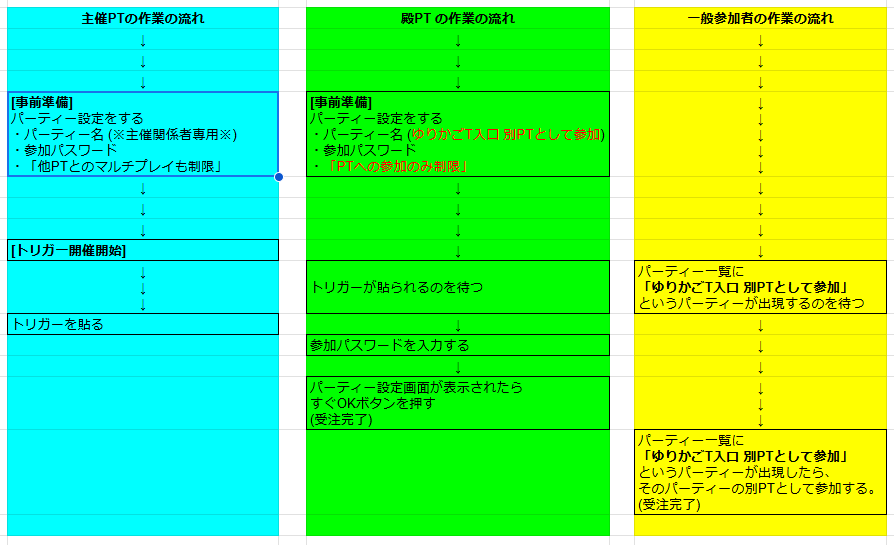 主催PTの作業の流れ
↓
↓
↓
[事前準備]
パーティー設定をする
・パーティー名 (※主催関係者専用※)
・参加パスワード
・「他PTとのマルチプレイも制限」
↓
↓
↓
[トリガー開催開始]
↓
↓
↓
トリガーを貼る
殿PT の作業の流れ
↓
↓
↓
[事前準備]
パーティー設定をする
・パーティー名 (ゆりかごT入口 別PTとして参加)
・参加パスワード
・「PTへの参加のみ制限」
↓
↓
↓
↓
トリガーが貼られるのを待つ
↓
参加パスワードを入力する
↓
パーティー設定画面が表示されたら
すぐOKボタンを押す
(受注完了)
一般参加者の作業の流れ
↓
↓
↓
↓
↓
↓
↓
↓
↓
↓
↓
↓
パーティー一覧に
「ゆりかごT入口 別PTとして参加」
というパーティーが出現するのを待つ
↓
↓
↓
↓
↓
↓
パーティー一覧に
「ゆりかごT入口 別PTとして参加」
というパーティーが出現したら、
そのパーティーの別PTとして参加する。
(受注完了)